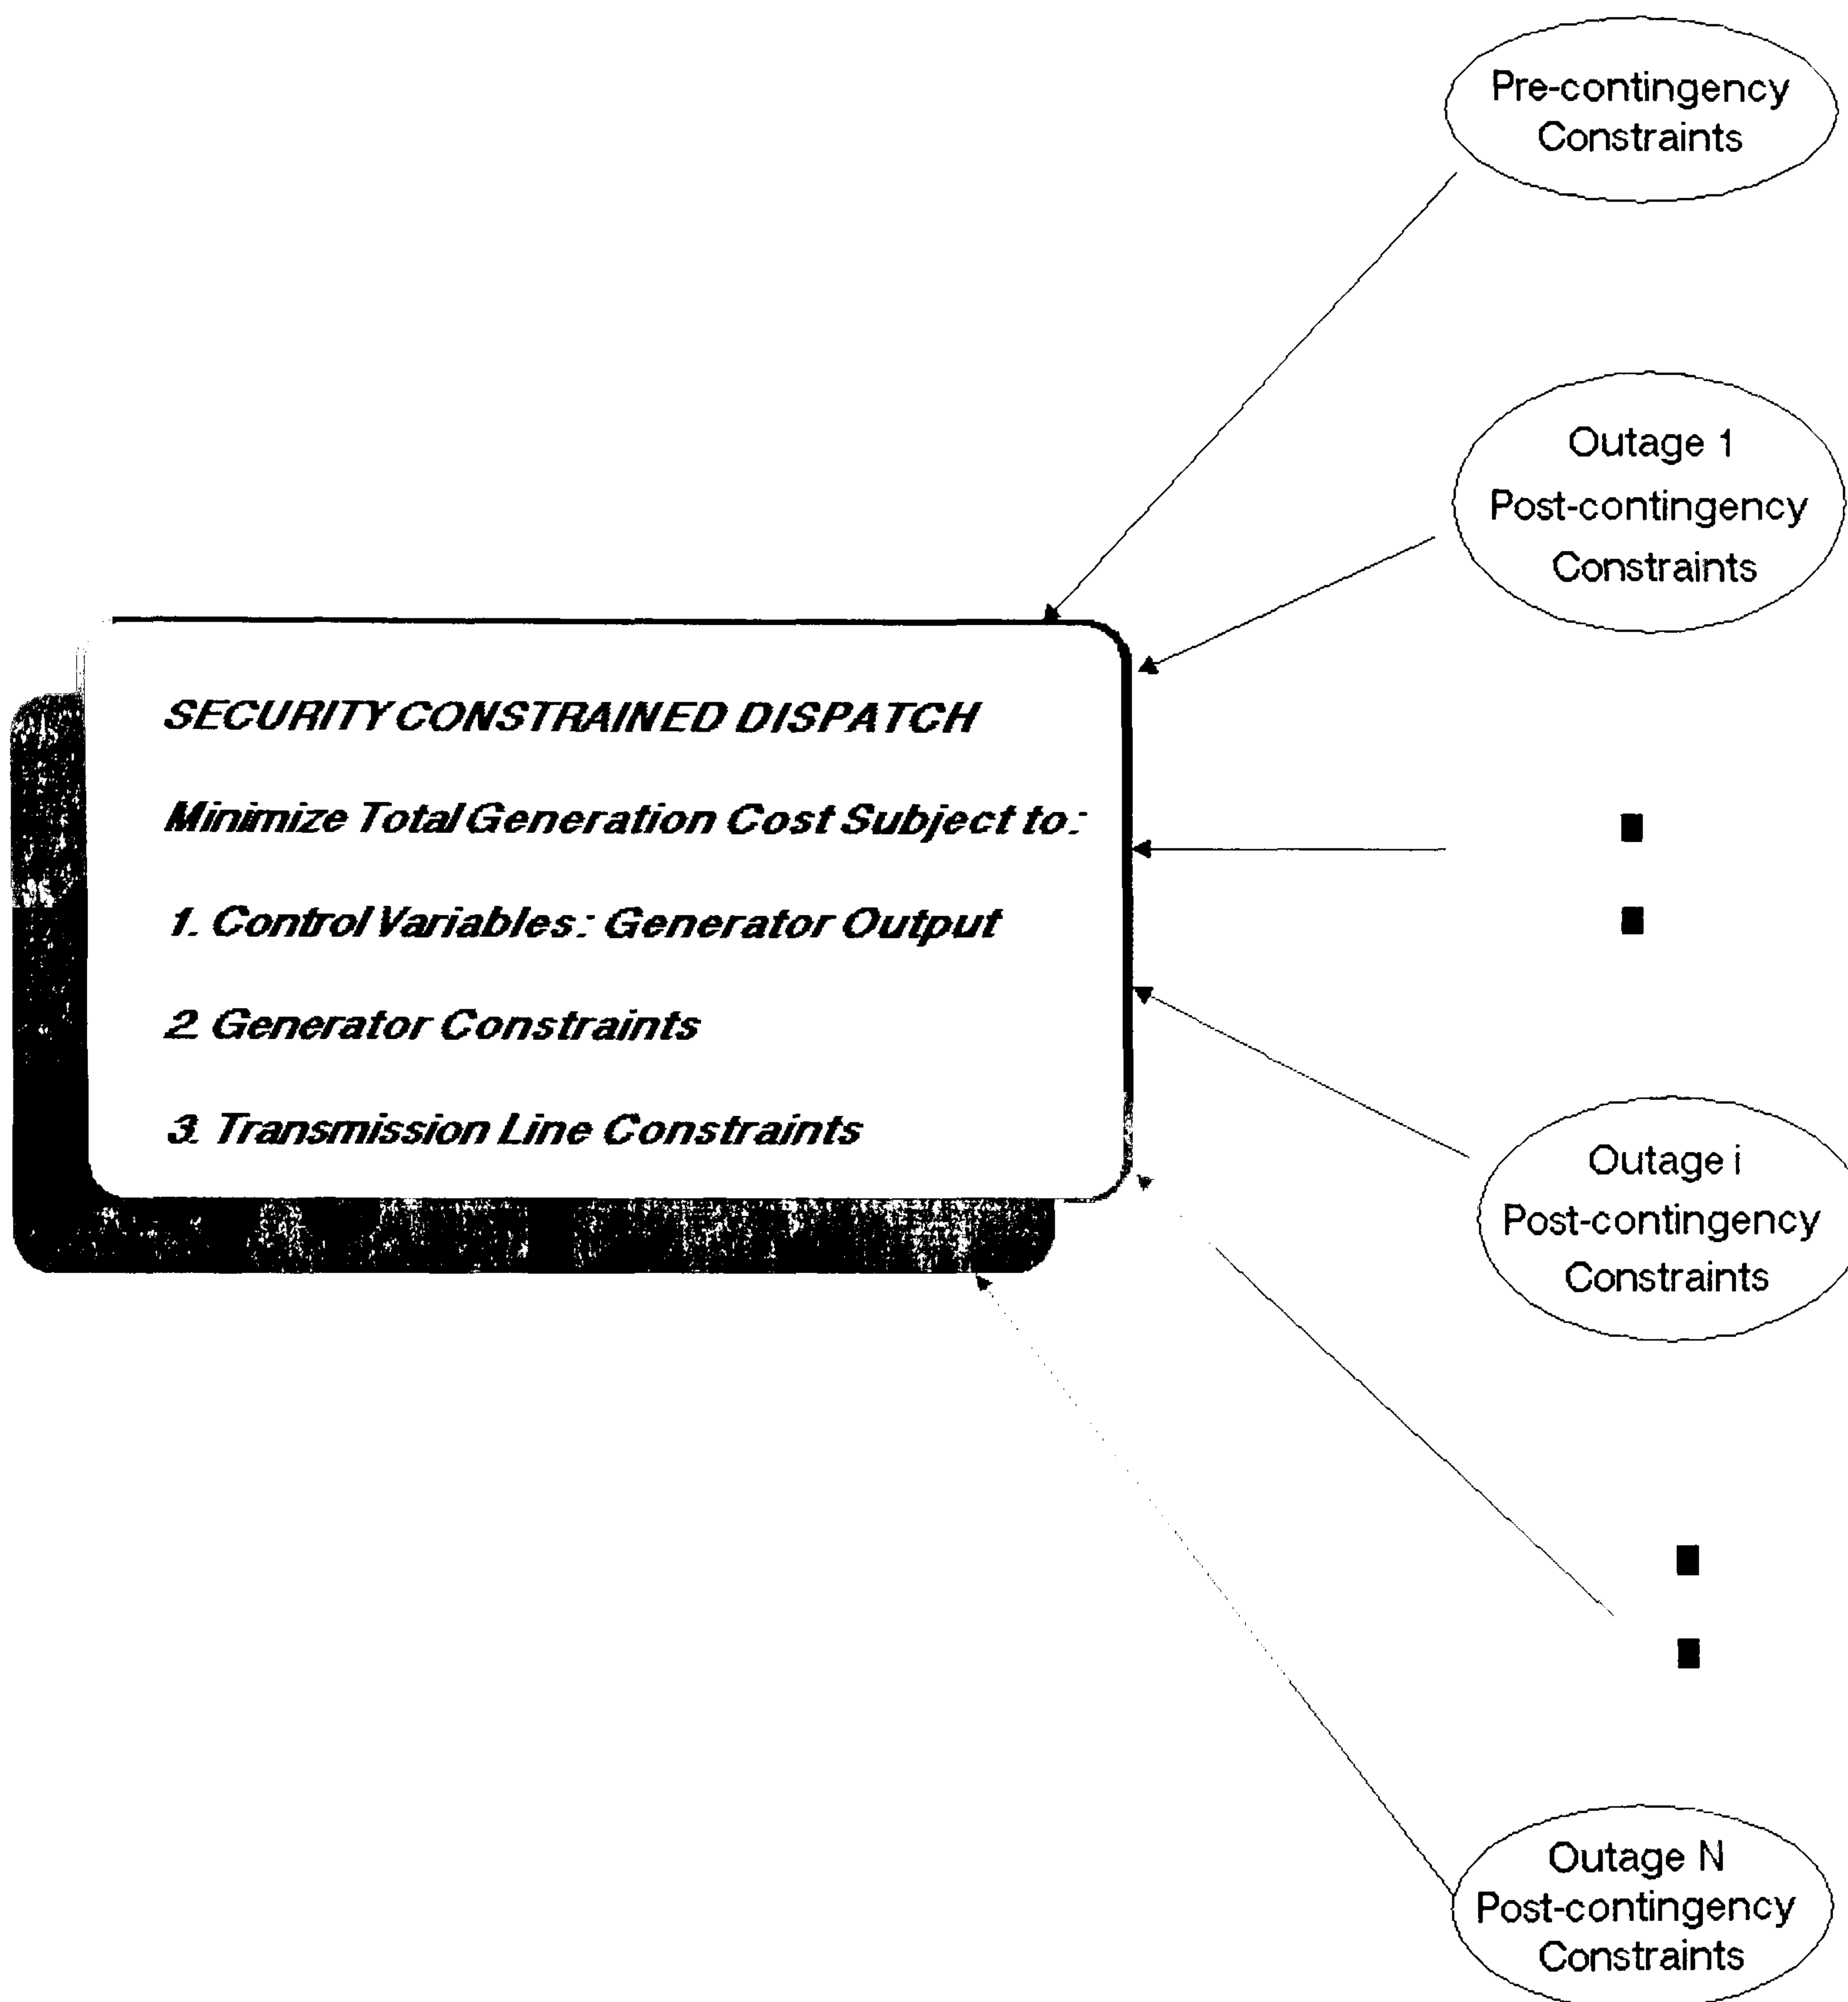 Pre-contingency
Constraints
Outage 1
Post-contingency
Constraints
SECURITY CONSTRAINED DISPATCH
Minimize Total Generation Cost Subject to:
1. Control Variables: Generator Output
2. Generator Constraints
3. Transmission Line Constraints
Outage i
Post-contingency
Constraints
Outage N
Post-contingency
Constraints